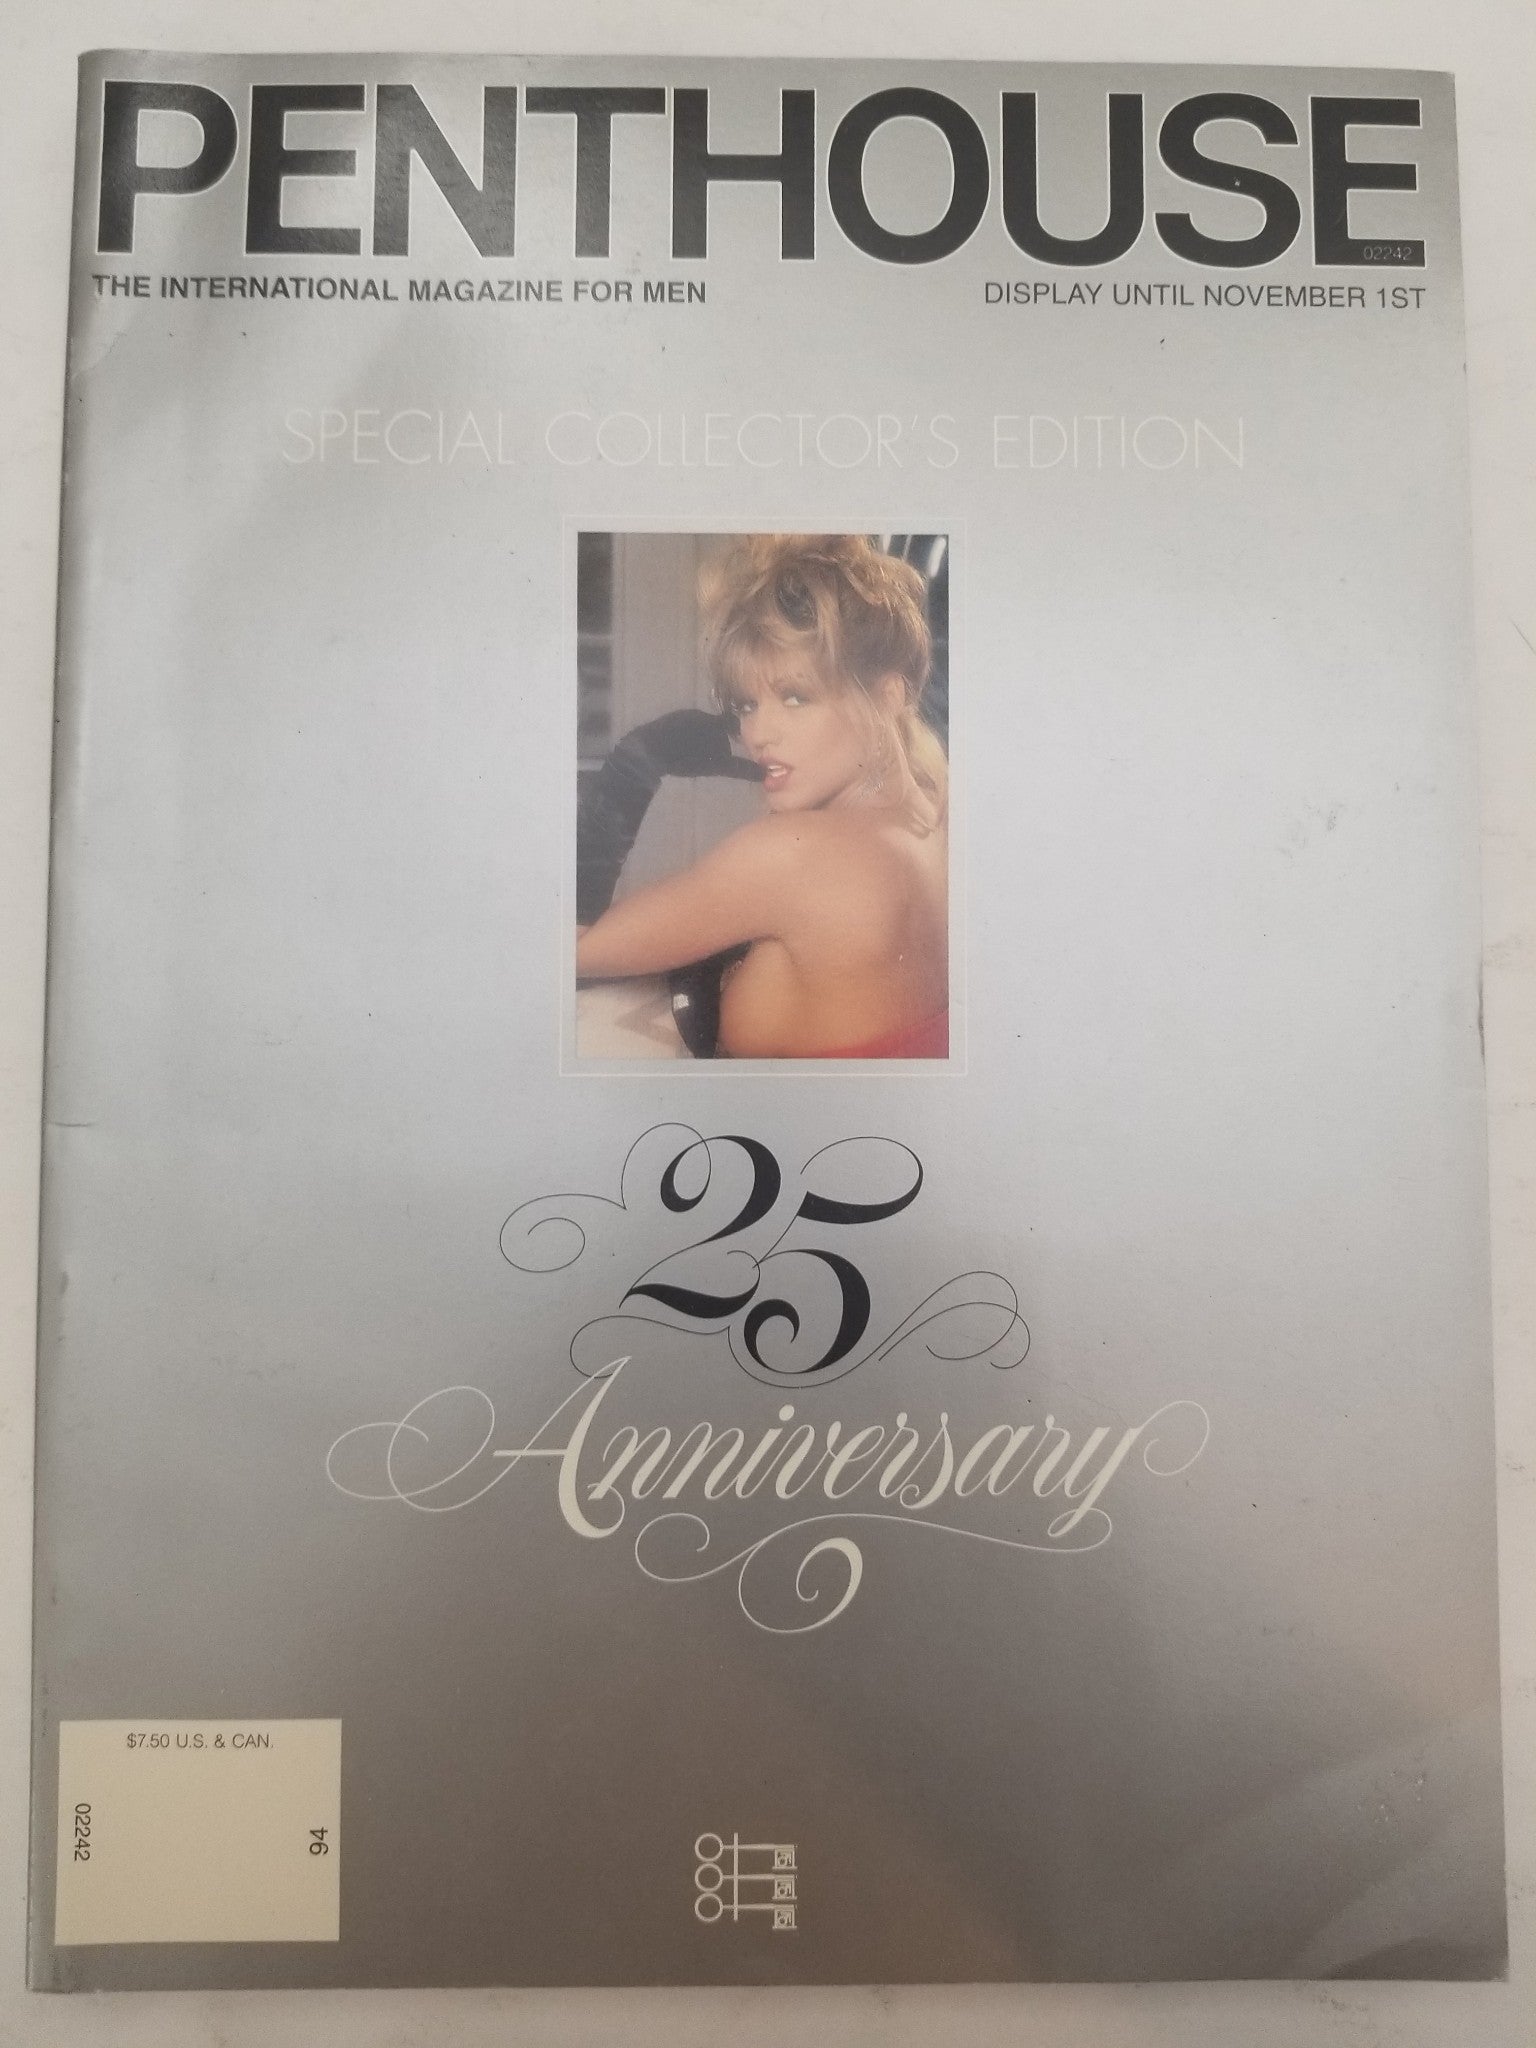 PENTHOUSE
02242
THE INTERNATIONAL MAGAZINE FOR MEN
DISPLAY UNTIL NOVEMBER 1ST
SPECIAL COLLECTOR'S EDITION
25
Anniversary
$7.50 U.S. & CAN.
02242
94